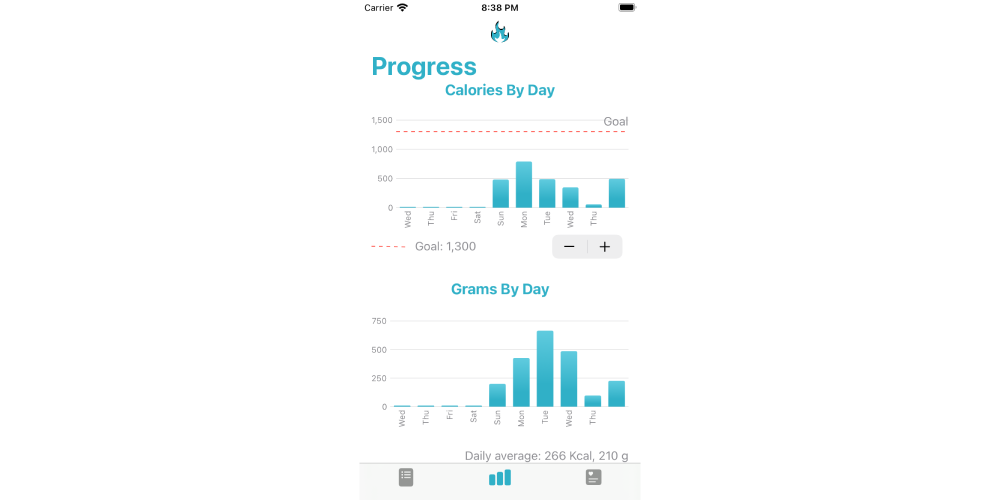 Carrier 8:38 PM
Progress
Calories By Day
Goal
1,500
1,000
500
0
Wed Thu Fri Sat Sun Mon Tue Wed Thu
Goal: 1,300 − +
Grams By Day
750
500
250
0
Wed Thu Fri Sat Sun Mon Tue Wed Thu
Daily average: 266 Kcal, 210 g